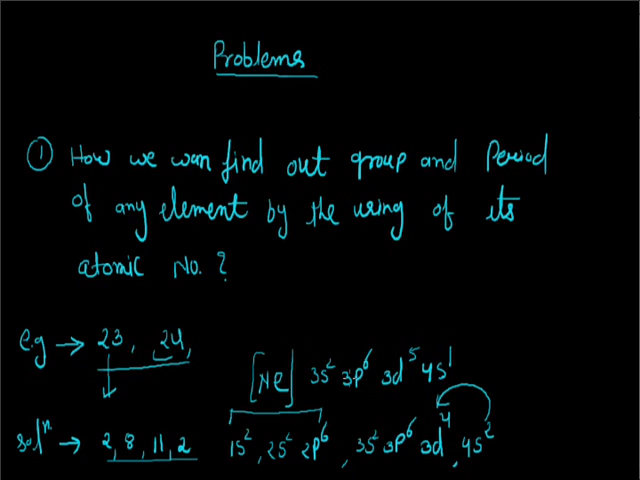 Problems
① How we wan find out group and Period
of any element by the using of its
atomic No. ?
e.g → 23, 24,
[Ne] 3s² 3p⁶ 3d⁵ 4s¹
solⁿ → 2, 8, 11, 2 1s², 2s² 2p⁶, 3s² 3p⁶ 3d⁴, 4s²